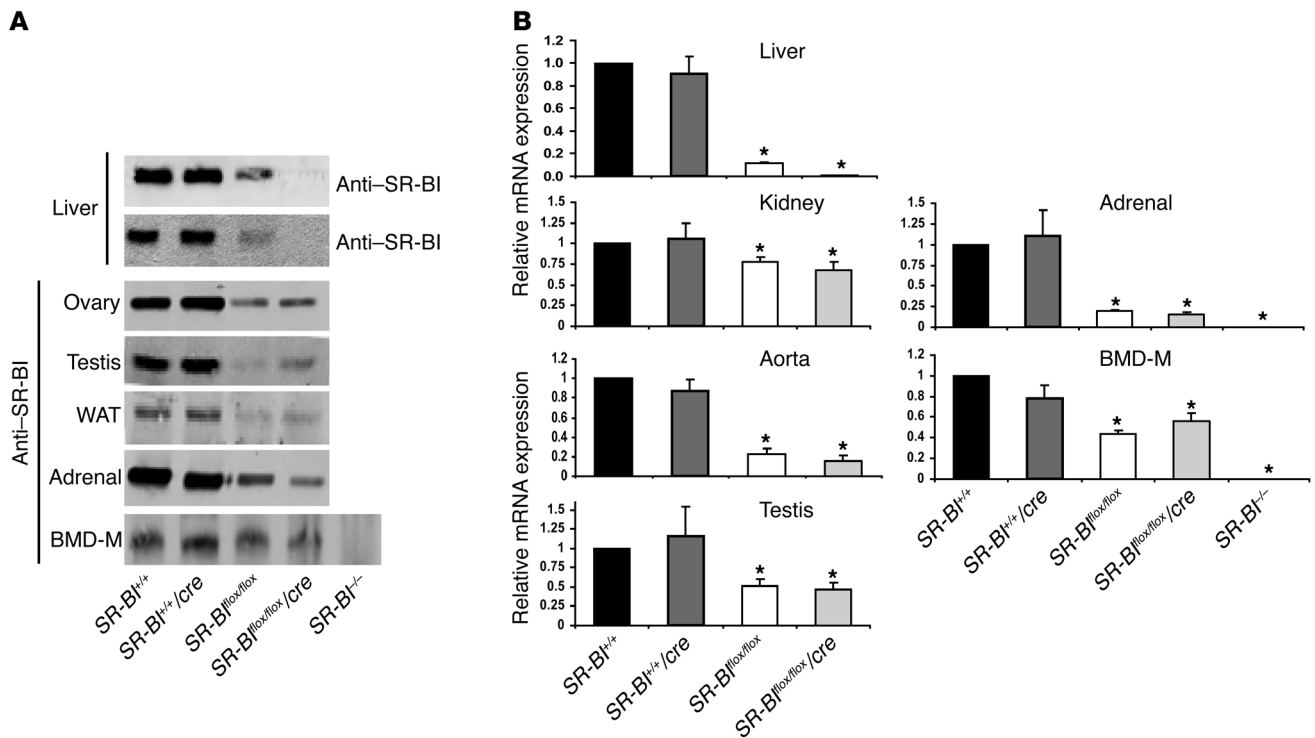 A
Liver
Anti–SR-BI
Anti–SR-BI
Anti–SR-BI
Ovary
Testis
WAT
Adrenal
BMD-M
SR-BI+/+
SR-BI+/+/cre
SR-BIflox/flox
SR-BIflox/flox/cre
SR-BI−/−
B
Relative mRNA expression
Liver
1.2
1.0
0.8
0.6
0.4
0.2
0.0
*
*
Kidney
1.5
1.25
1
0.75
0.5
0.25
0
*
*
Adrenal
1.5
1.25
1
0.75
0.5
0.25
0
*
*
*
Relative mRNA expression
Aorta
1.2
1
0.8
0.6
0.4
0.2
0
*
*
BMD-M
1.2
1
0.8
0.6
0.4
0.2
0
*
*
*
SR-BI+/+
SR-BI+/+/cre
SR-BIflox/flox
SR-BIflox/flox/cre
SR-BI−/−
Testis
1.5
1.25
1
0.75
0.5
0.25
0
*
*
SR-BI+/+
SR-BI+/+/cre
SR-BIflox/flox
SR-BIflox/flox/cre